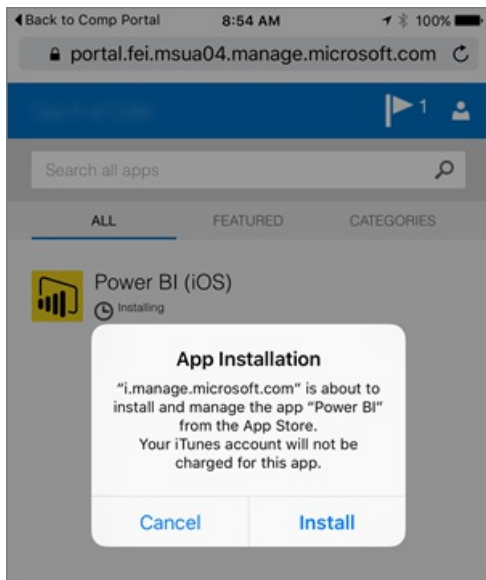 Back to Comp Portal 8:54 AM 100%
portal.fei.msua04.manage.microsoft.com
1
Search all apps
ALL FEATURED CATEGORIES
Power BI (iOS)
Installing
App Installation
“i.manage.microsoft.com” is about to
install and manage the app “Power BI”
from the App Store.
Your iTunes account will not be
charged for this app.
Cancel Install